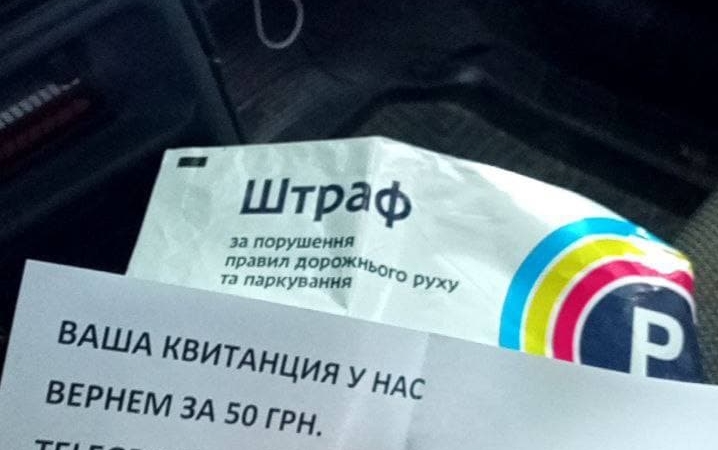 Штраф
за порушення
правил дорожнього руху
та паркування
P
ВАША КВИТАНЦИЯ У НАС
ВЕРНЕМ ЗА 50 ГРН.